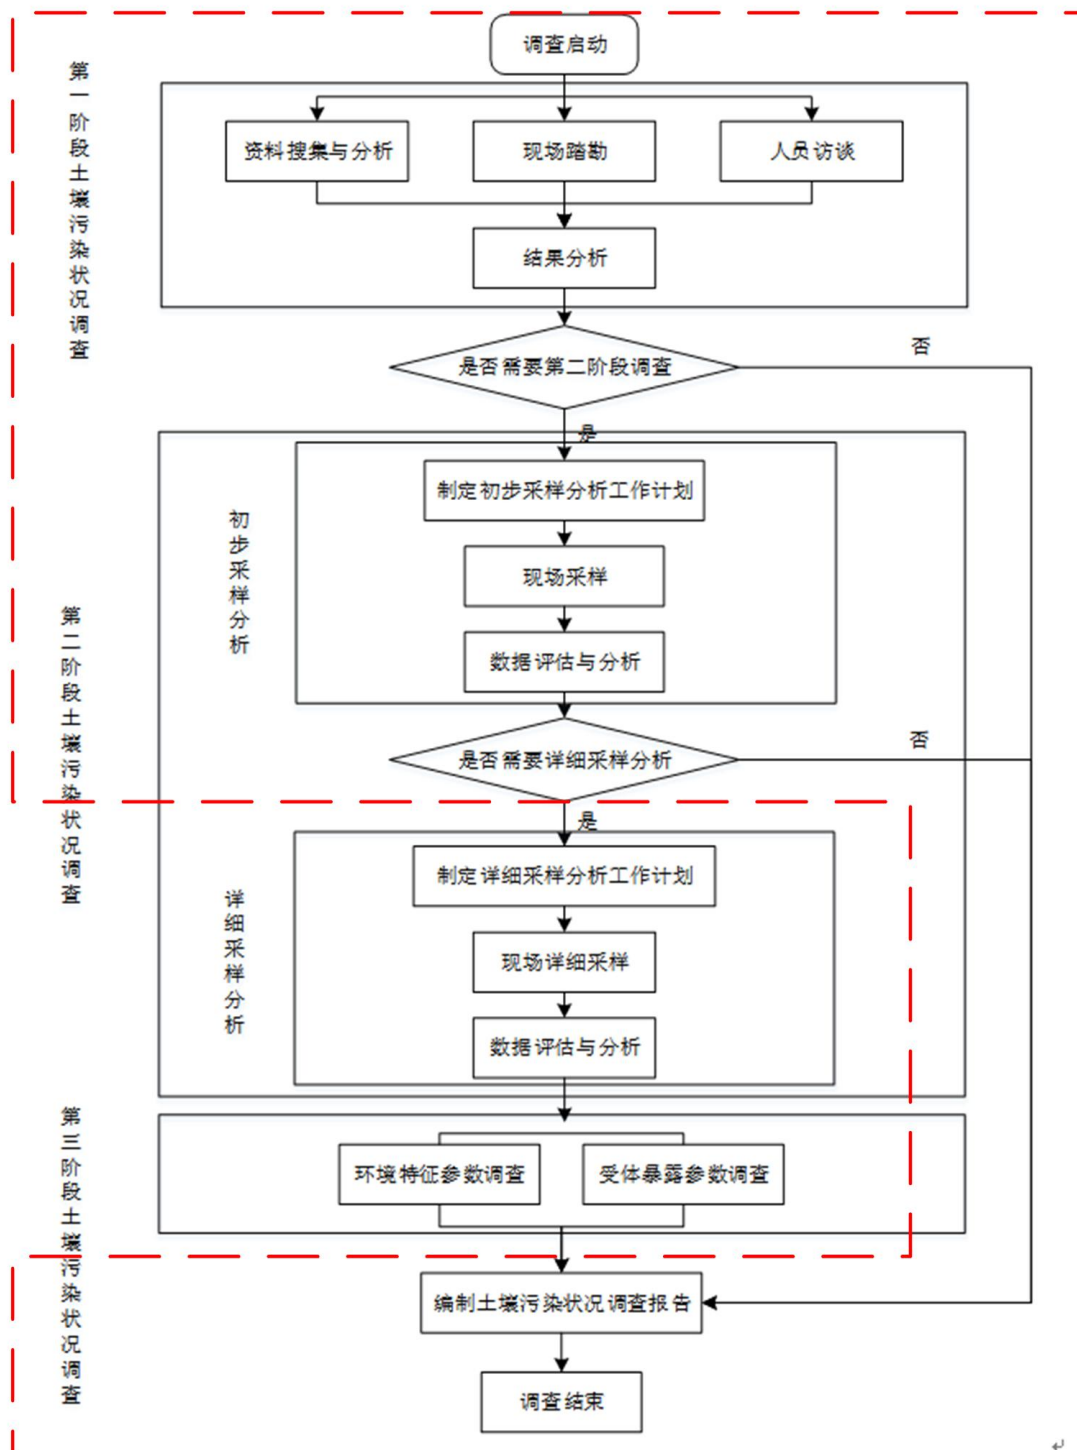 调查启动
第一阶段土壤污染状况调查
资料搜集与分析
现场踏勘
人员访谈
结果分析
是否需要第二阶段调查
否
是
第二阶段土壤污染状况调查
初步采样分析
制定初步采样分析工作计划
现场采样
数据评估与分析
是否需要详细采样分析
否
是
详细采样分析
制定详细采样分析工作计划
现场详细采样
数据评估与分析
第三阶段土壤污染状况调查
环境特征参数调查
受体暴露参数调查
编制土壤污染状况调查报告
调查结束